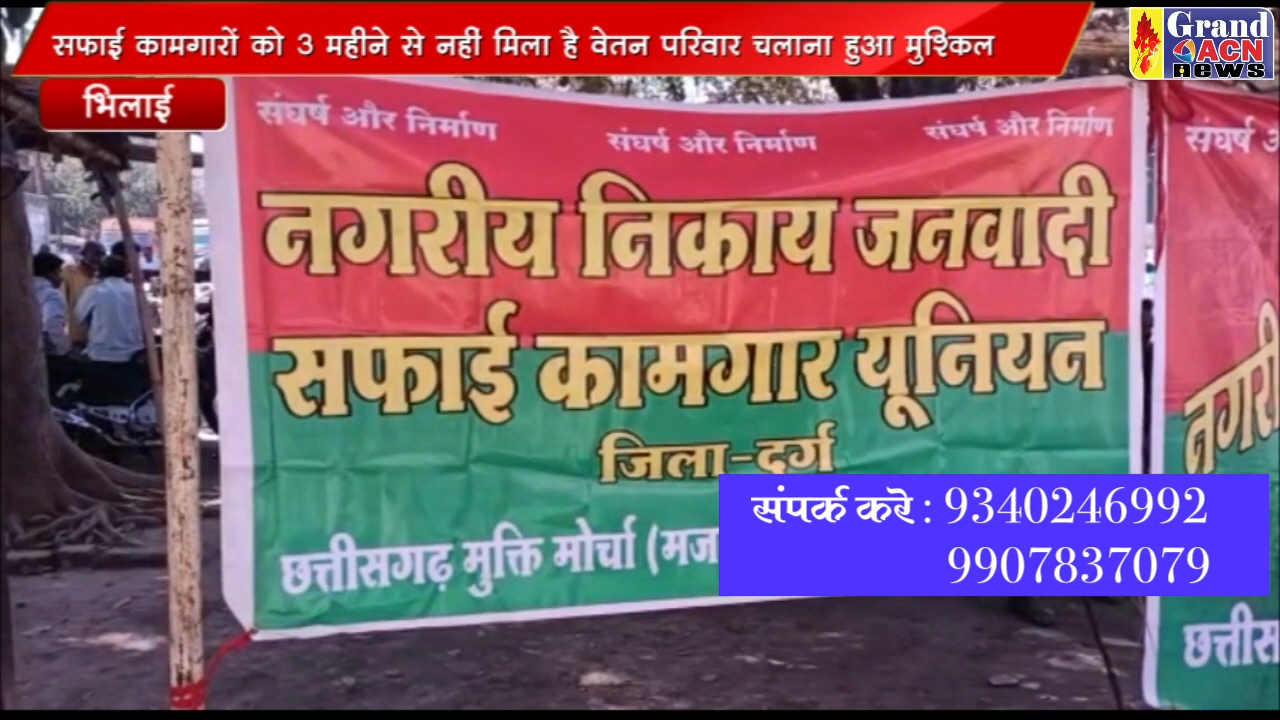 सफाई कामगारों को 3 महीने से नहीं मिला है वेतन परिवार चलाना हुआ मुश्किल
Grand
ACN
news
भिलाई
संघर्ष और निर्माण संघर्ष और निर्माण संघर्ष और निर्माण
नगरीय निकाय जनवादी
सफाई कामगार यूनियन
जिला-दुर्ग
छत्तीसगढ़ मुक्ति मोर्चा
संघर्ष
संपर्क करे : 9340246992
9907837079